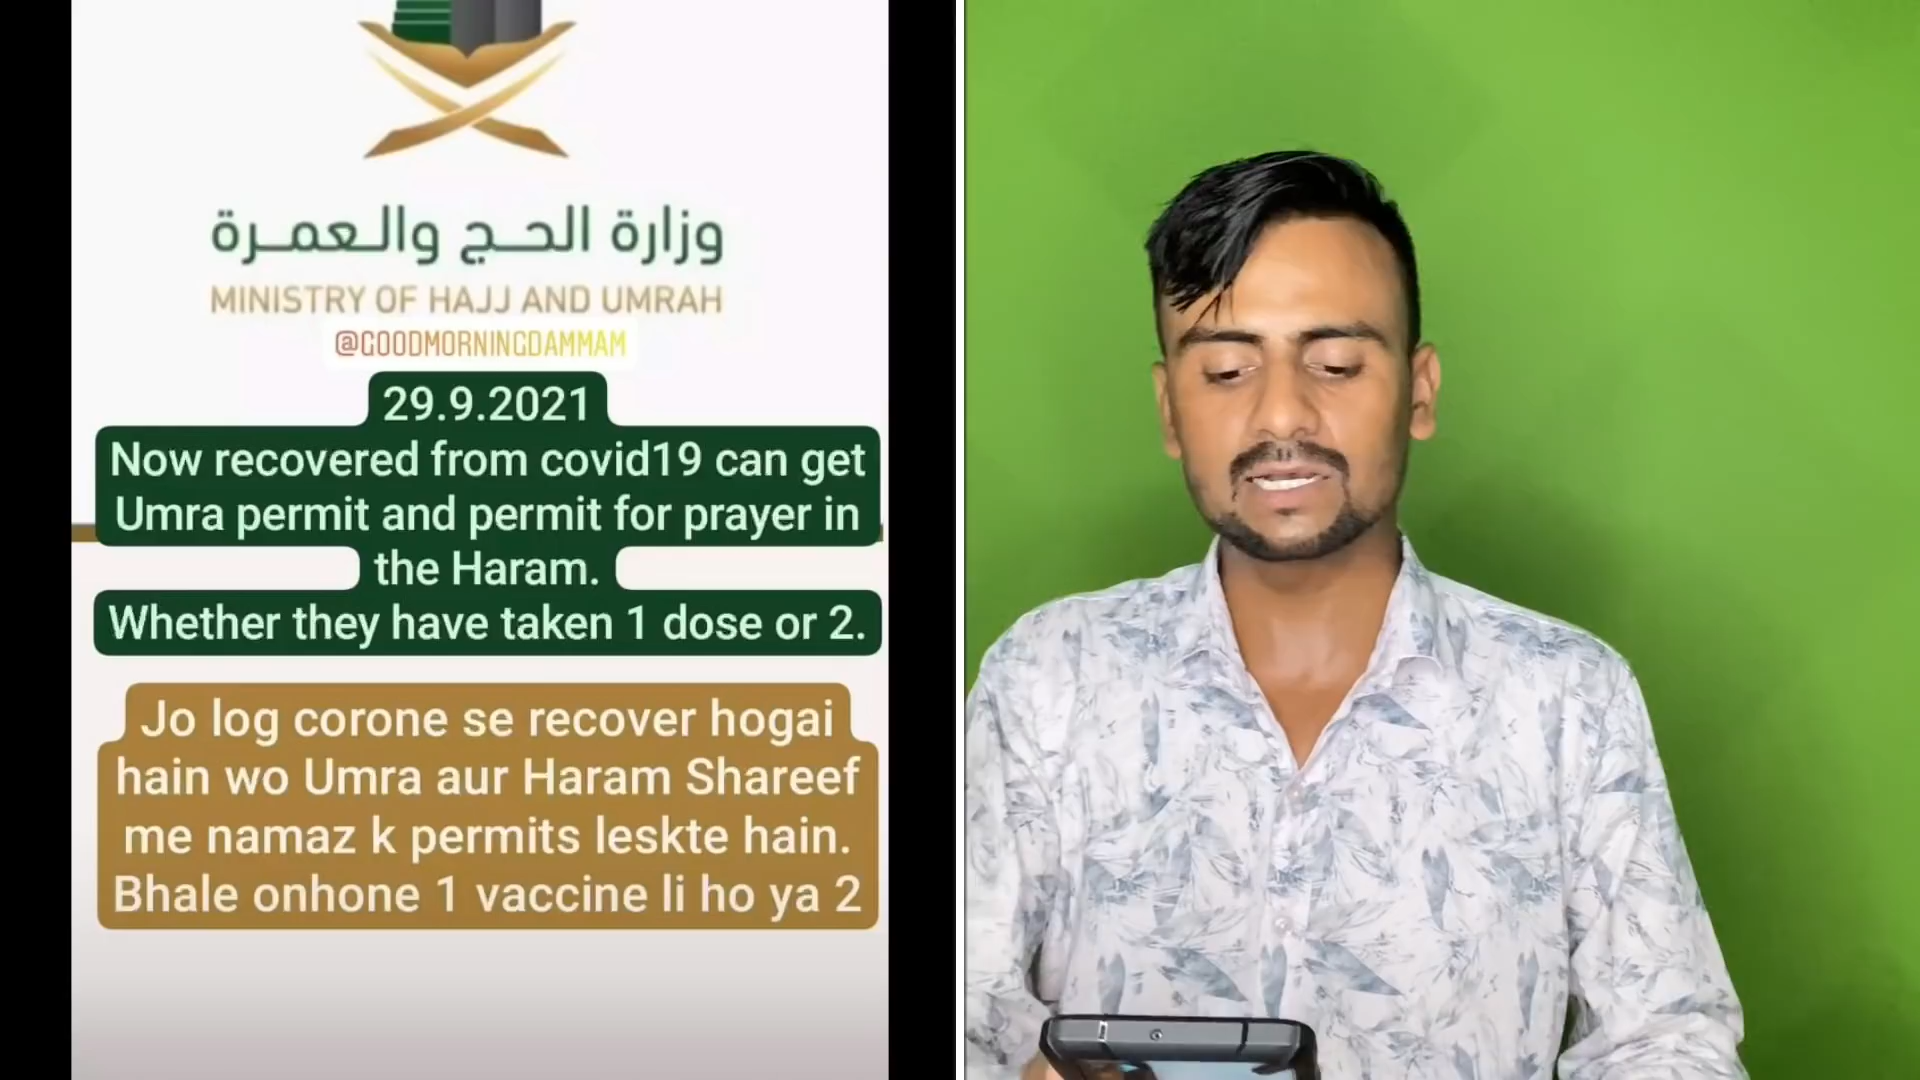 وزارة الحج والعمرة
MINISTRY OF HAJJ AND UMRAH
@GOODMORNINGDAMMAM
29.9.2021
Now recovered from covid19 can get
Umra permit and permit for prayer in
the Haram.
Whether they have taken 1 dose or 2.
Jo log corone se recover hogai
hain wo Umra aur Haram Shareef
me namaz k permits leskte hain.
Bhale onhone 1 vaccine li ho ya 2